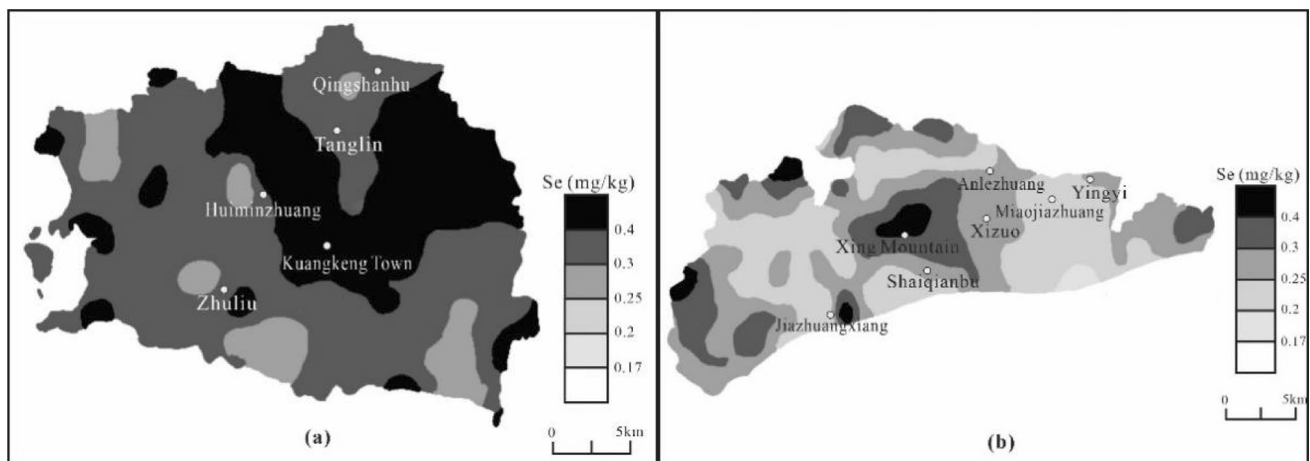 Qingshanhu
Tanglin
Huiminzhuang
Kuangkeng Town
Zhuliu
Se (mg/kg)
0.4
0.3
0.25
0.2
0.17
0
5km
(a)
Anlezhuang
Yingyi
Miaojiazhuang
Xizuo
Xing Mountain
Shaiqianbu
Jiazhuangxiang
Se (mg/kg)
0.4
0.3
0.25
0.2
0.17
0
5km
(b)